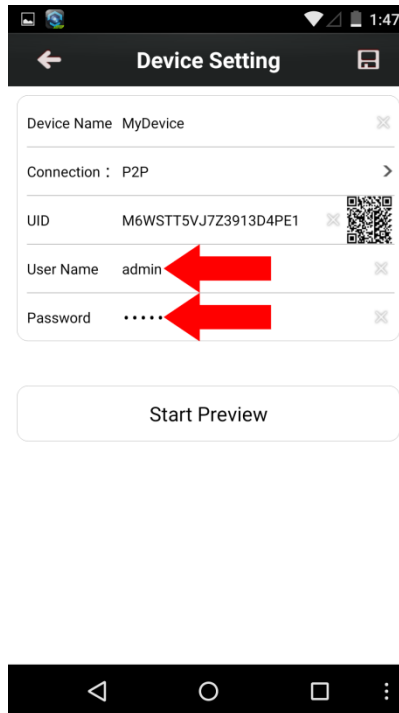 1:47
Device Setting
Device Name MyDevice
Connection : P2P
UID M6WSTT5VJ7Z3913D4PE1
User Name admin
Password •••••
Start Preview